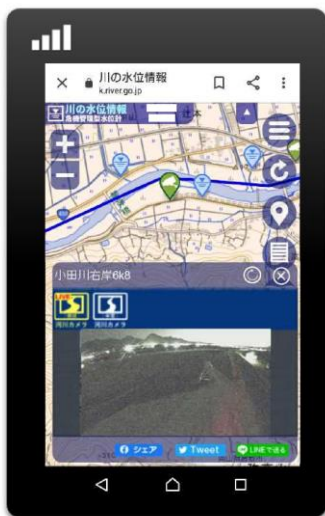 川の水位情報
k.river.go.jp
川の水位情報
危機管理型水位計
辻本
小田川右岸6k8
LIVE
河川カメラ
河川カメラ
シェア
Tweet
LINEで送る